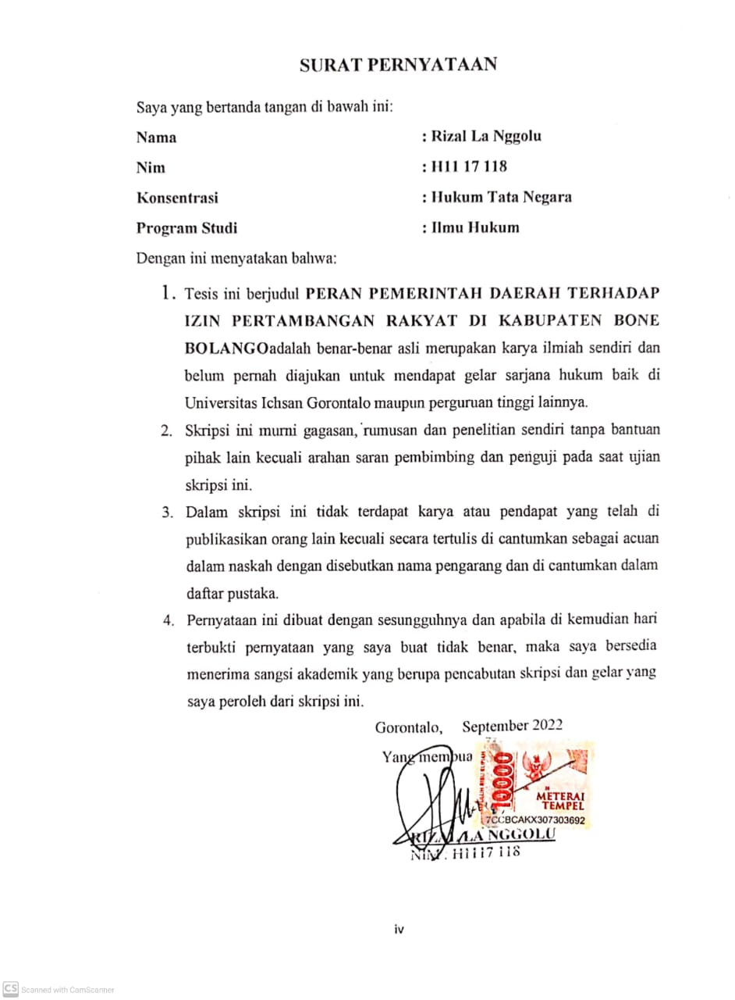 SURAT PERNYATAAN
Saya yang bertanda tangan di bawah ini:
Nama : Rizal La Nggolu
Nim : H11 17 118
Konsentrasi : Hukum Tata Negara
Program Studi : Ilmu Hukum
Dengan ini menyatakan bahwa:
1. Tesis ini berjudul PERAN PEMERINTAH DAERAH TERHADAP
IZIN PERTAMBANGAN RAKYAT DI KABUPATEN BONE
BOLANGOadalah benar-benar asli merupakan karya ilmiah sendiri dan
belum pernah diajukan untuk mendapat gelar sarjana hukum baik di
Universitas Ichsan Gorontalo maupun perguruan tinggi lainnya.
2. Skripsi ini murni gagasan, rumusan dan penelitian sendiri tanpa bantuan
pihak lain kecuali arahan saran pembimbing dan penguji pada saat ujian
skripsi ini.
3. Dalam skripsi ini tidak terdapat karya atau pendapat yang telah di
publikasikan orang lain kecuali secara tertulis di cantumkan sebagai acuan
dalam naskah dengan disebutkan nama pengarang dan di cantumkan dalam
daftar pustaka.
4. Pernyataan ini dibuat dengan sesungguhnya dan apabila di kemudian hari
terbukti pernyataan yang saya buat tidak benar, maka saya bersedia
menerima sangsi akademik yang berupa pencabutan skripsi dan gelar yang
saya peroleh dari skripsi ini.
Gorontalo, September 2022
Yang membua
10000
METERAI
TEMPEL
7CCBCAKX307303692
RIZAL LA NGGOLU
NIM . H1117 118
iv
CS Scanned with CamScanner